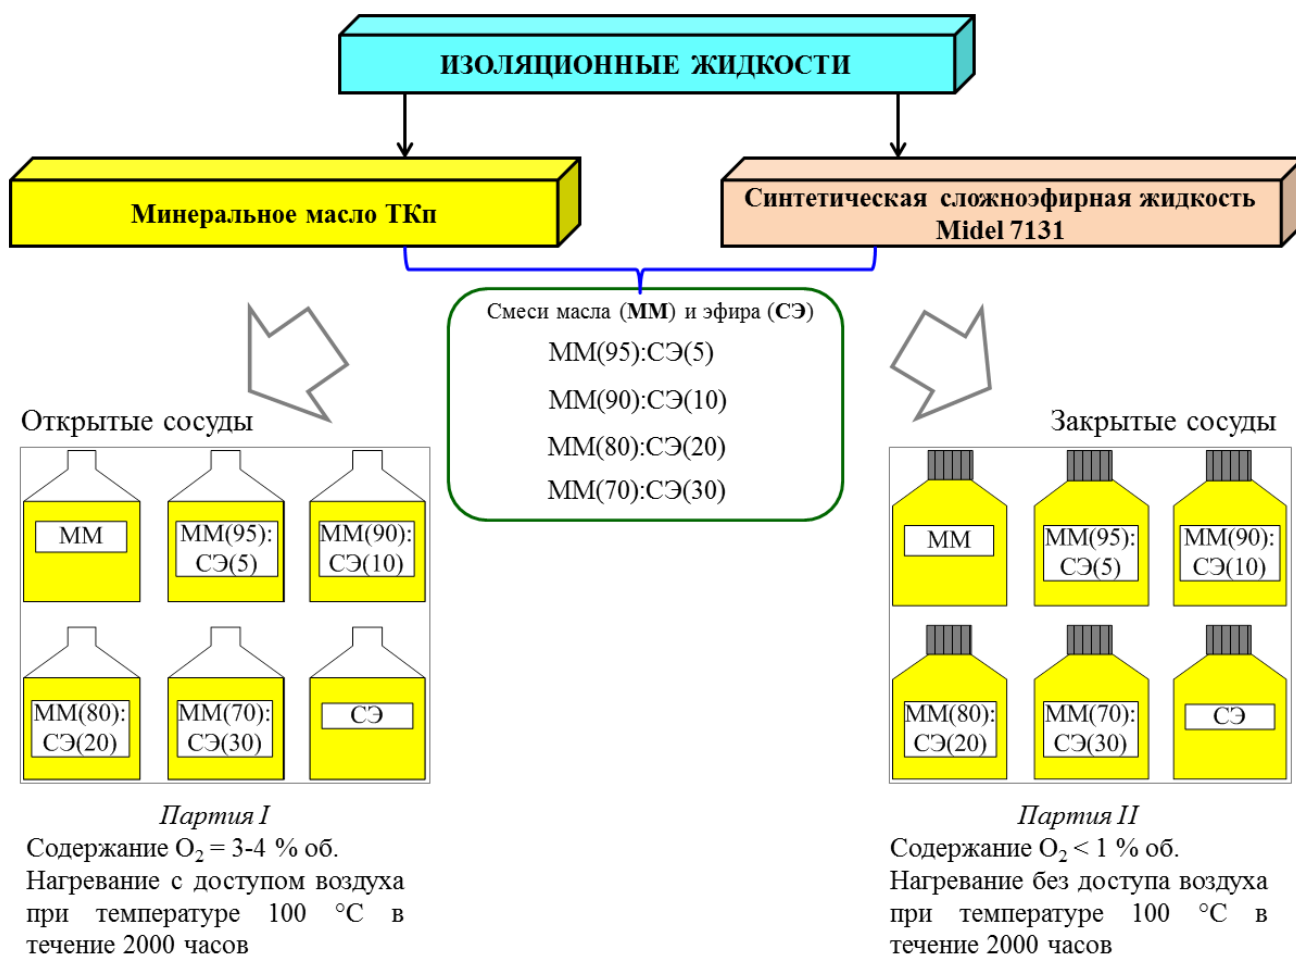 ИЗОЛЯЦИОННЫЕ ЖИДКОСТИ
Минеральное масло ТКп
Синтетическая сложноэфирная жидкость
Midel 7131
Смеси масла (ММ) и эфира (СЭ)
ММ(95):СЭ(5)
ММ(90):СЭ(10)
ММ(80):СЭ(20)
ММ(70):СЭ(30)
Открытые сосуды
ММ
ММ(95):
СЭ(5)
ММ(90):
СЭ(10)
ММ(80):
СЭ(20)
ММ(70):
СЭ(30)
СЭ
Партия I
Содержание O₂ = 3-4 % об.
Нагревание с доступом воздуха
при температуре 100 °С в
течение 2000 часов
Закрытые сосуды
ММ
ММ(95):
СЭ(5)
ММ(90):
СЭ(10)
ММ(80):
СЭ(20)
ММ(70):
СЭ(30)
СЭ
Партия II
Содержание O₂ < 1 % об.
Нагревание без доступа воздуха
при температуре 100 °С в
течение 2000 часов